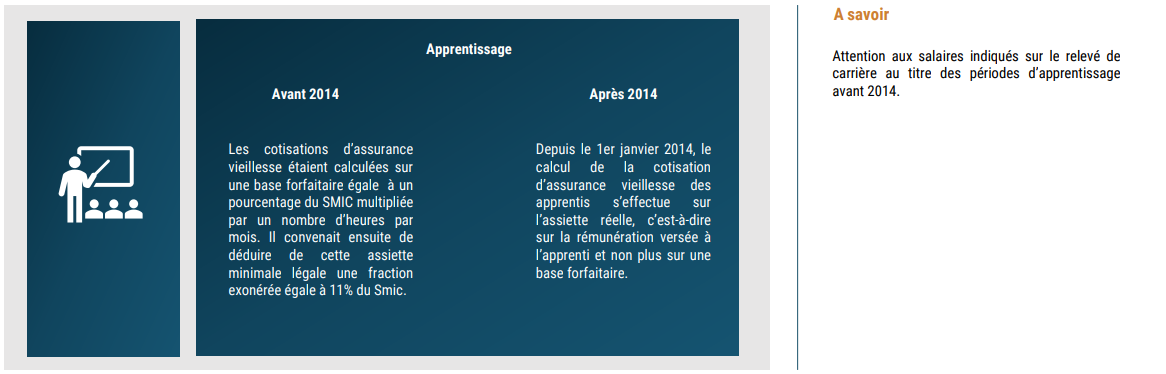 Apprentissage
Avant 2014
Les cotisations d'assurance
vieillesse étaient calculées sur
une base forfaitaire égale à un
pourcentage du SMIC multipliée
par un nombre d'heures par
mois. Il convenait ensuite de
déduire de cette assiette
minimale légale une fraction
exonérée égale à 11% du Smic.
Après 2014
Depuis le 1er janvier 2014, le
calcul de la cotisation
d'assurance vieillesse des
apprentis s'effectue sur
l'assiette réelle, c'est-à-dire
sur la rémunération versée à
l'apprenti et non plus sur une
base forfaitaire.
A savoir
Attention aux salaires indiqués sur le relevé de
carrière au titre des périodes d'apprentissage
avant 2014.